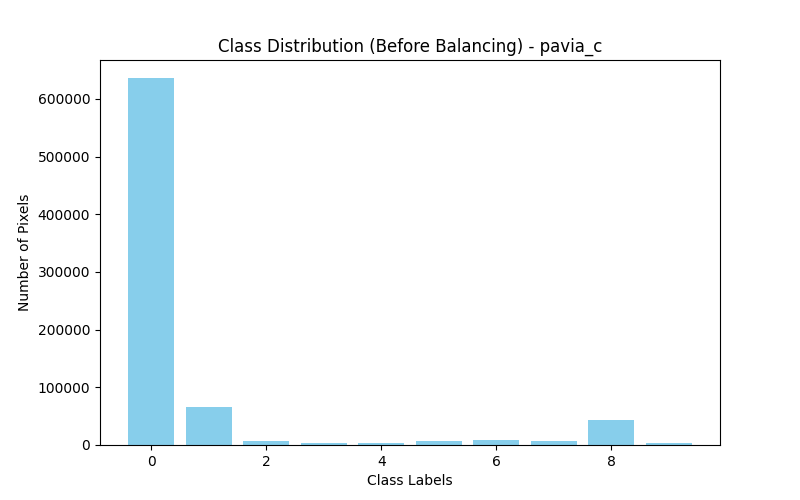 Class Distribution (Before Balancing) - pavia_c
Number of Pixels
600000
500000
400000
300000
200000
100000
0
0 2 4 6 8
Class Labels